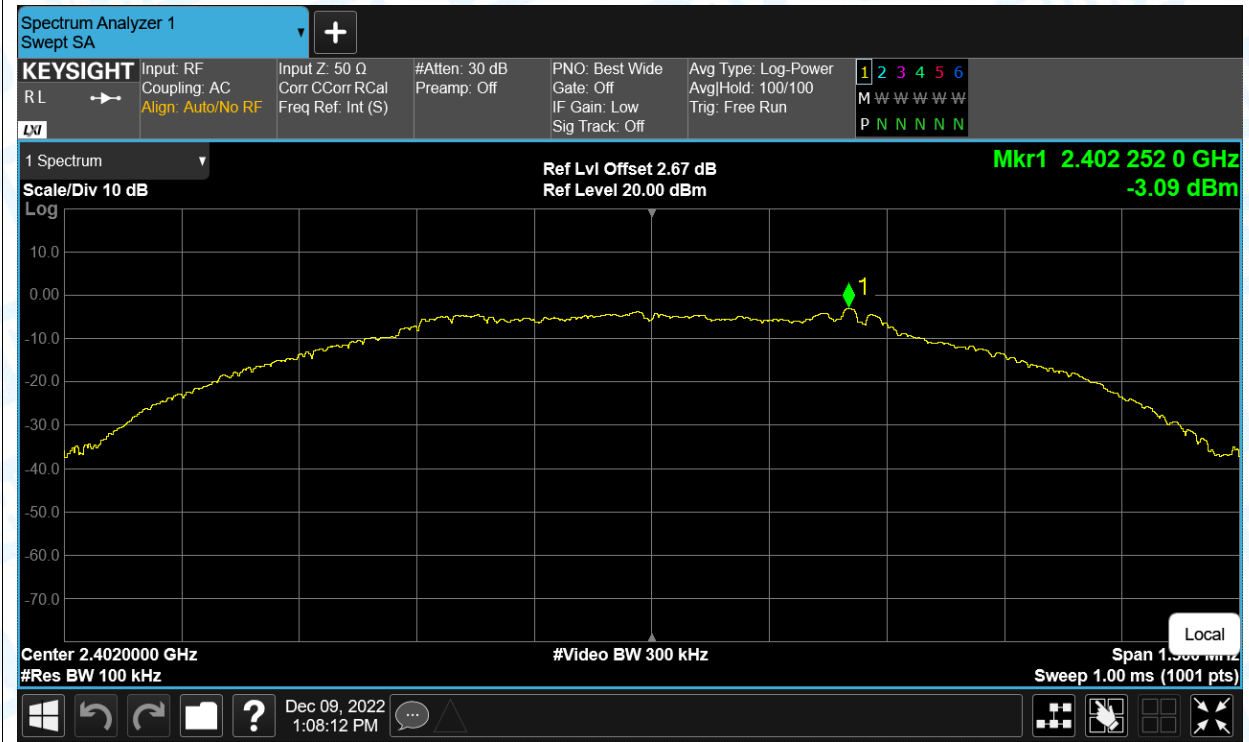 Spectrum Analyzer 1
Swept SA
KEYSIGHT
R L
LXI
Input: RF
Coupling: AC
Align: Auto/No RF
Input Z: 50 Ω
Corr CCorr RCal
Freq Ref: Int (S)
#Atten: 30 dB
Preamp: Off
PNO: Best Wide
Gate: Off
IF Gain: Low
Sig Track: Off
Avg Type: Log-Power
Avg|Hold: 100/100
Trig: Free Run
1 2 3 4 5 6
M W W W W W W
P N N N N N N
1 Spectrum
Scale/Div 10 dB
Log
Ref Lvl Offset 2.67 dB
Ref Level 20.00 dBm
Mkr1 2.402 252 0 GHz
-3.09 dBm
10.0
0.00
-10.0
-20.0
-30.0
-40.0
-50.0
-60.0
-70.0
1
Local
Center 2.4020000 GHz
#Res BW 100 kHz
#Video BW 300 kHz
Span
Sweep 1.00 ms (1001 pts)
?
Dec 09, 2022
1:08:12 PM